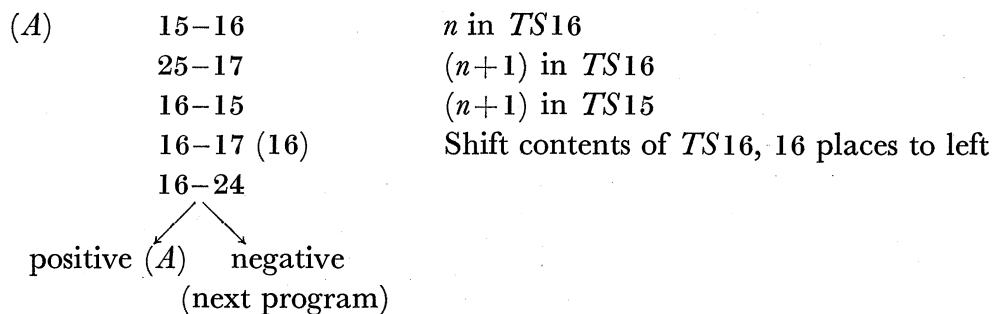 (A) 15–16 n in TS16
25–17 (n+1) in TS16
16–15 (n+1) in TS15
16–17 (16) Shift contents of TS16, 16 places to left
16–24
positive (A) negative
(next program)